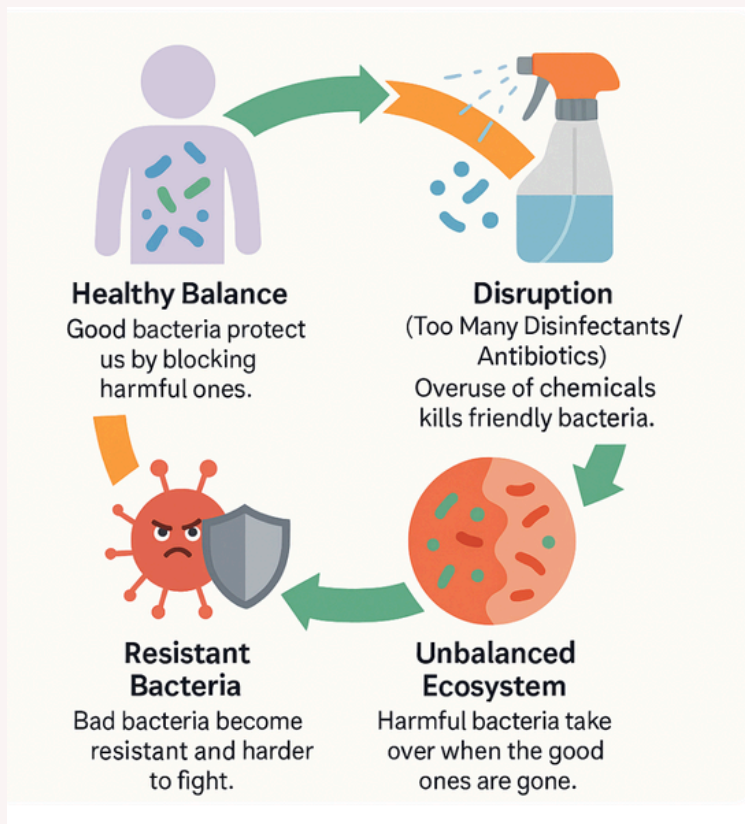 Healthy Balance
Good bacteria protect
us by blocking
harmful ones.
Disruption
(Too Many Disinfectants/
Antibiotics)
Overuse of chemicals
kills friendly bacteria.
Resistant
Bacteria
Bad bacteria become
resistant and harder
to fight.
Unbalanced
Ecosystem
Harmful bacteria take
over when the good
ones are gone.